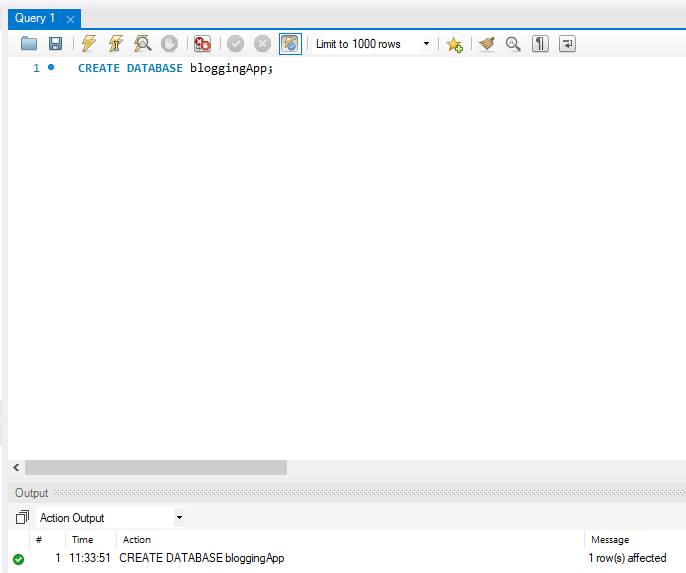 Query 1
Limit to 1000 rows
1 CREATE DATABASE bloggingApp;
Output
Action Output
# Time Action Message
1 11:33:51 CREATE DATABASE bloggingApp 1 row(s) affected